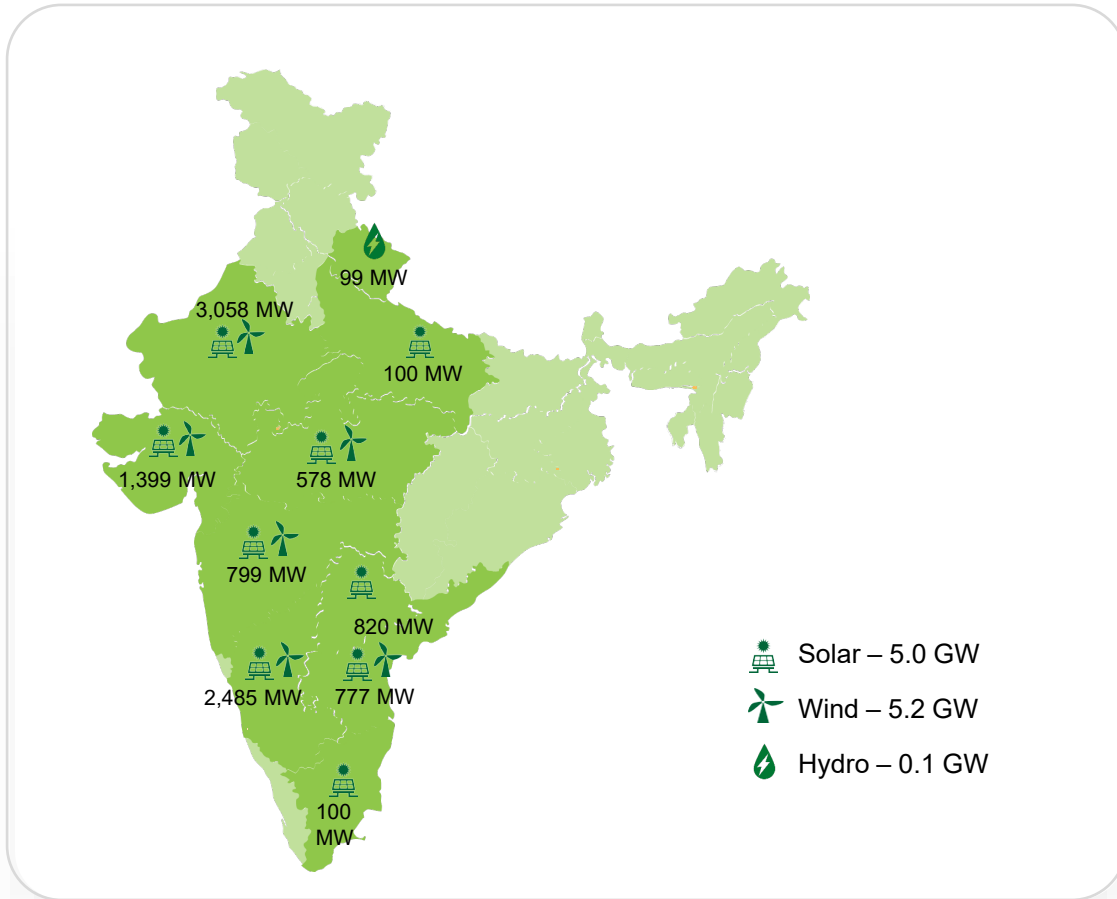 99 MW
3,058 MW
100 MW
1,399 MW
578 MW
799 MW
820 MW
2,485 MW
777 MW
100
MW
Solar – 5.0 GW
Wind – 5.2 GW
Hydro – 0.1 GW